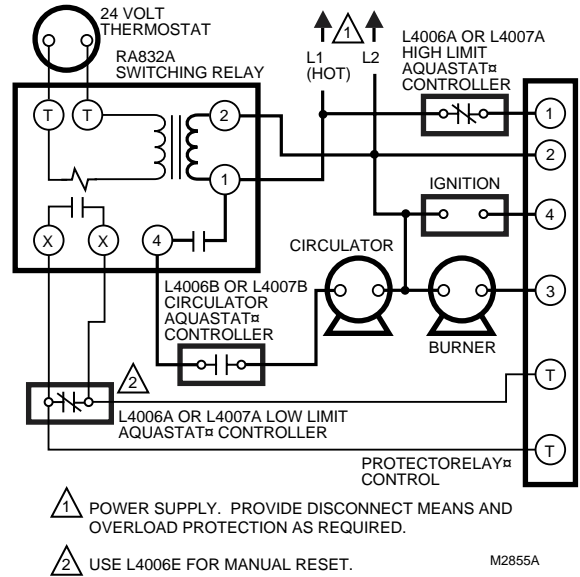 24 VOLT
THERMOSTAT
RA832A
SWITCHING RELAY
1
L1
(HOT)
L2
L4006A OR L4007A
HIGH LIMIT
AQUASTAT¤
CONTROLLER
T
T
2
1
1
2
IGNITION
4
X
X
4
CIRCULATOR
L4006B OR L4007B
CIRCULATOR
AQUASTAT¤
CONTROLLER
3
BURNER
2
T
L4006A OR L4007A LOW LIMIT
AQUASTAT¤ CONTROLLER
T
PROTECTORELAY¤
CONTROL
1 POWER SUPPLY. PROVIDE DISCONNECT MEANS AND
OVERLOAD PROTECTION AS REQUIRED.
2 USE L4006E FOR MANUAL RESET.
M2855A